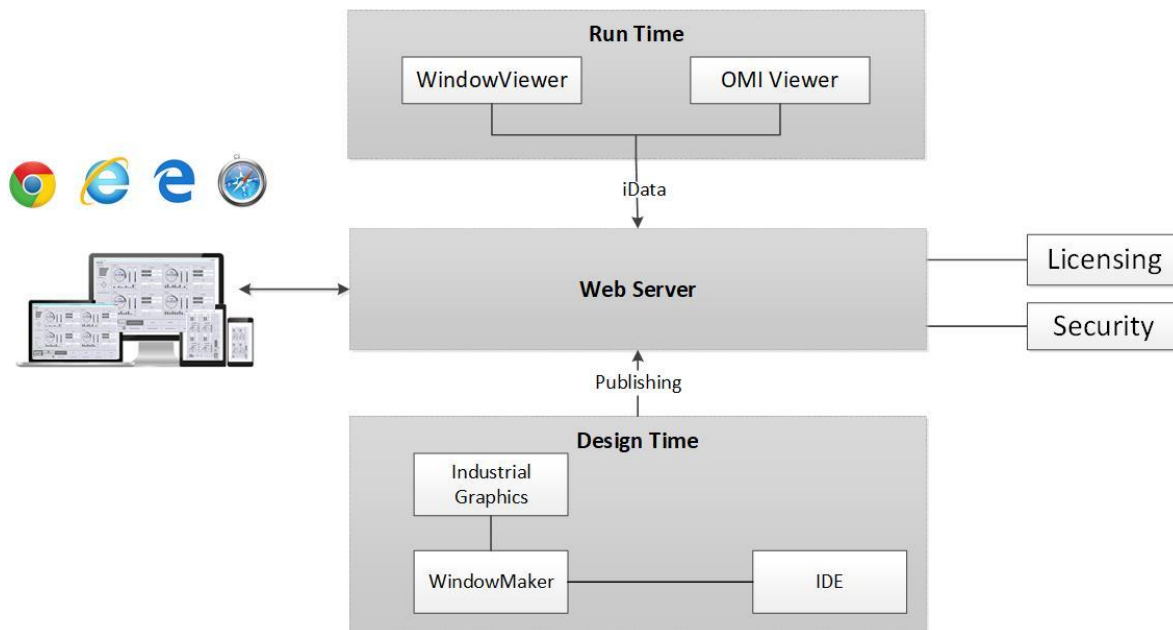 Run Time
WindowViewer
OMI Viewer
iData
Web Server
Licensing
Security
Publishing
Design Time
Industrial
Graphics
WindowMaker
IDE